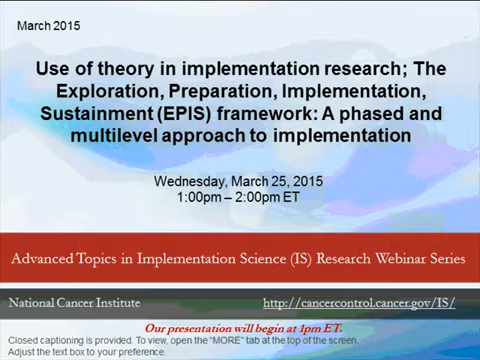 March 2015
Use of theory in implementation research; The
Exploration, Preparation, Implementation,
Sustainment (EPIS) framework: A phased and
multilevel approach to implementation
Wednesday, March 25, 2015
1:00pm – 2:00pm ET
Advanced Topics in Implementation Science (IS) Research Webinar Series
National Cancer Institute http://cancercontrol.cancer.gov/IS/
Our presentation will begin at 1pm ET.
Closed captioning is provided. To view, open the "MORE" tab at the top of the screen.
Adjust the text box to your preference.